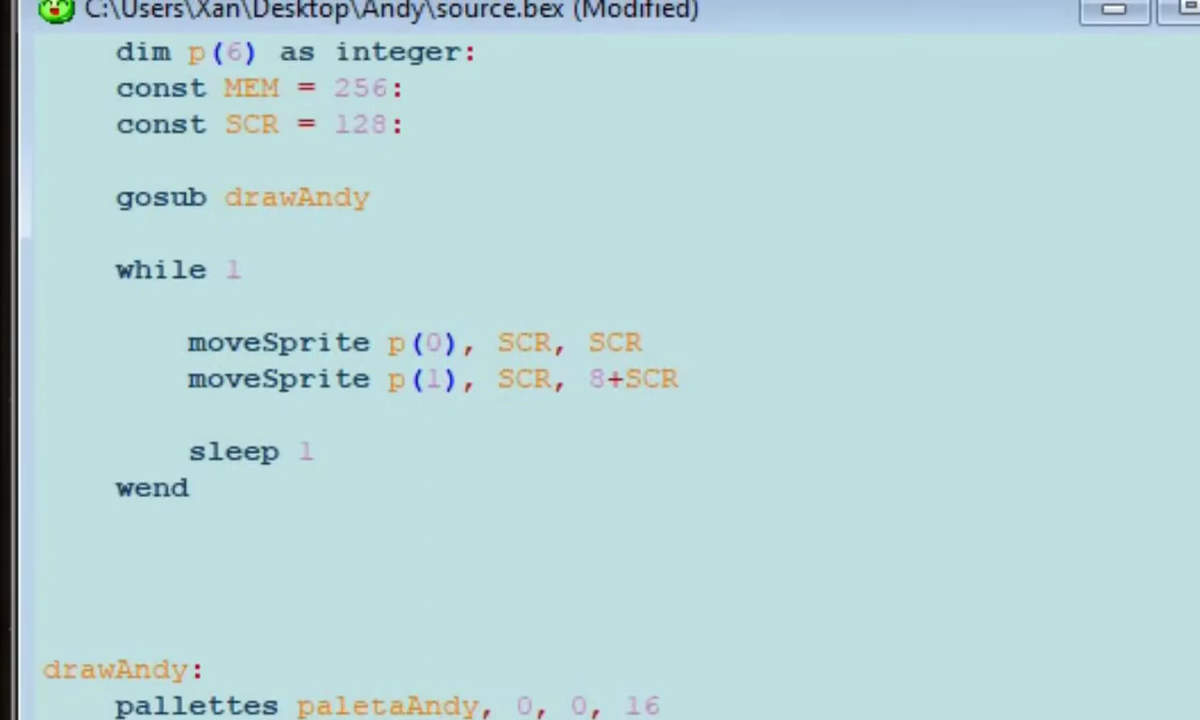 C:\Users\Xan\Desktop\Andy\source.bex (Modified)
dim p(6) as integer:
const MEM = 256:
const SCR = 128:
gosub drawAndy
while 1
moveSprite p(0), SCR, SCR
moveSprite p(1), SCR, 8+SCR
sleep 1
wend
drawAndy:
pallettes paletaAndy, 0, 0, 16